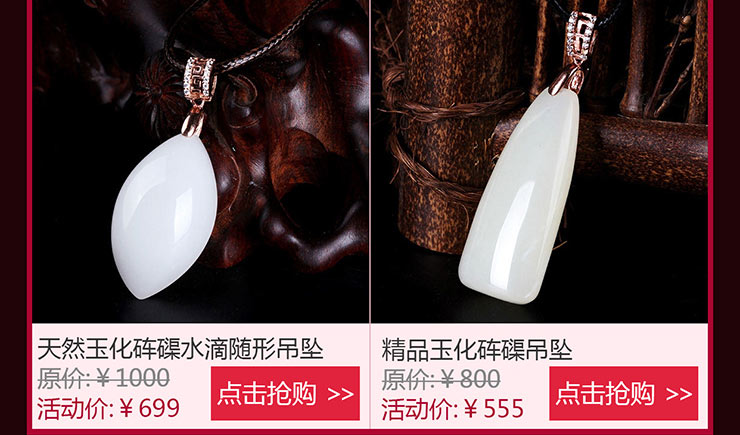 天然玉化砗磲水滴随形吊坠
原价:￥1000
活动价:￥699
点击抢购 >>
精品玉化砗磲吊坠
原价:￥800
活动价:￥555
点击抢购 >>